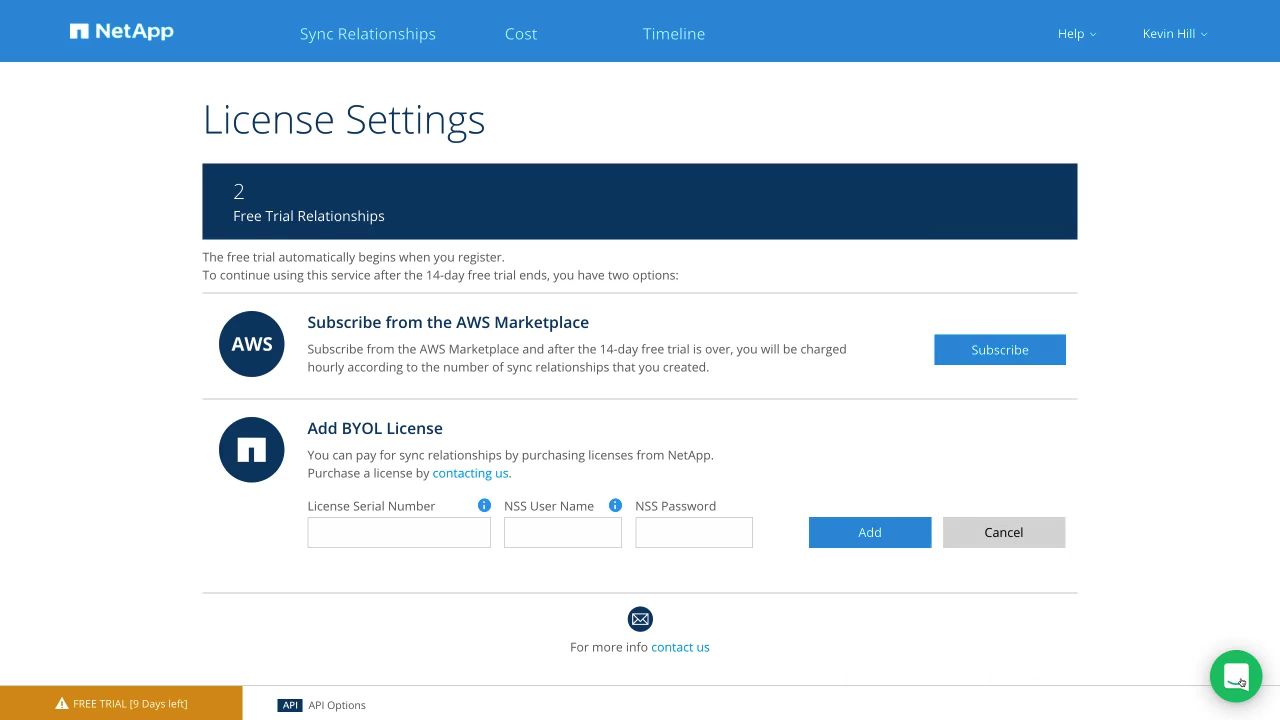 NetApp
Sync Relationships
Cost
Timeline
Help
Kevin Hill
License Settings
2
Free Trial Relationships
The free trial automatically begins when you register.
To continue using this service after the 14-day free trial ends, you have two options:
AWS
Subscribe from the AWS Marketplace
Subscribe from the AWS Marketplace and after the 14-day free trial is over, you will be charged
hourly according to the number of sync relationships that you created.
Subscribe
Add BYOL License
You can pay for sync relationships by purchasing licenses from NetApp.
Purchase a license by contacting us.
License Serial Number
NSS User Name
NSS Password
Add
Cancel
For more info contact us
FREE TRIAL [9 Days left]
API
API Options